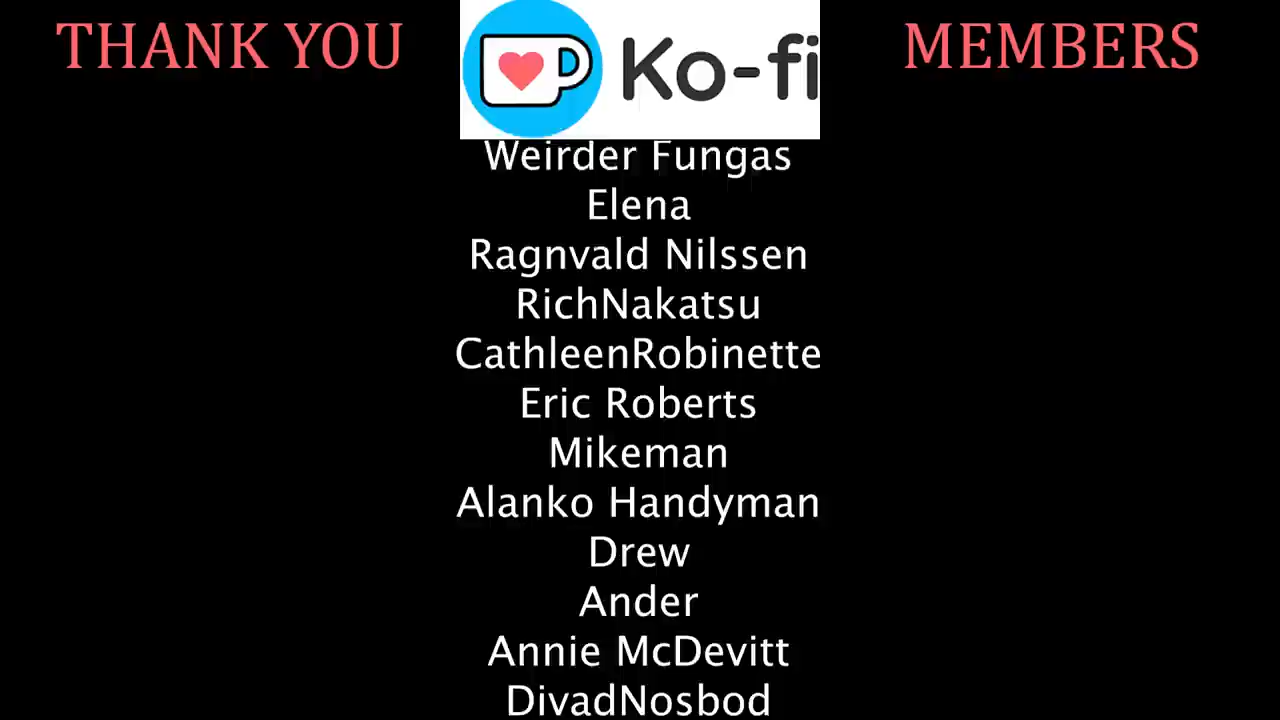 THANK YOU Ko-fi MEMBERS
Weirder Fungas
Elena
Ragnvald Nilssen
RichNakatsu
CathleenRobinette
Eric Roberts
Mikeman
Alanko Handyman
Drew
Ander
Annie McDevitt
DivadNosbod